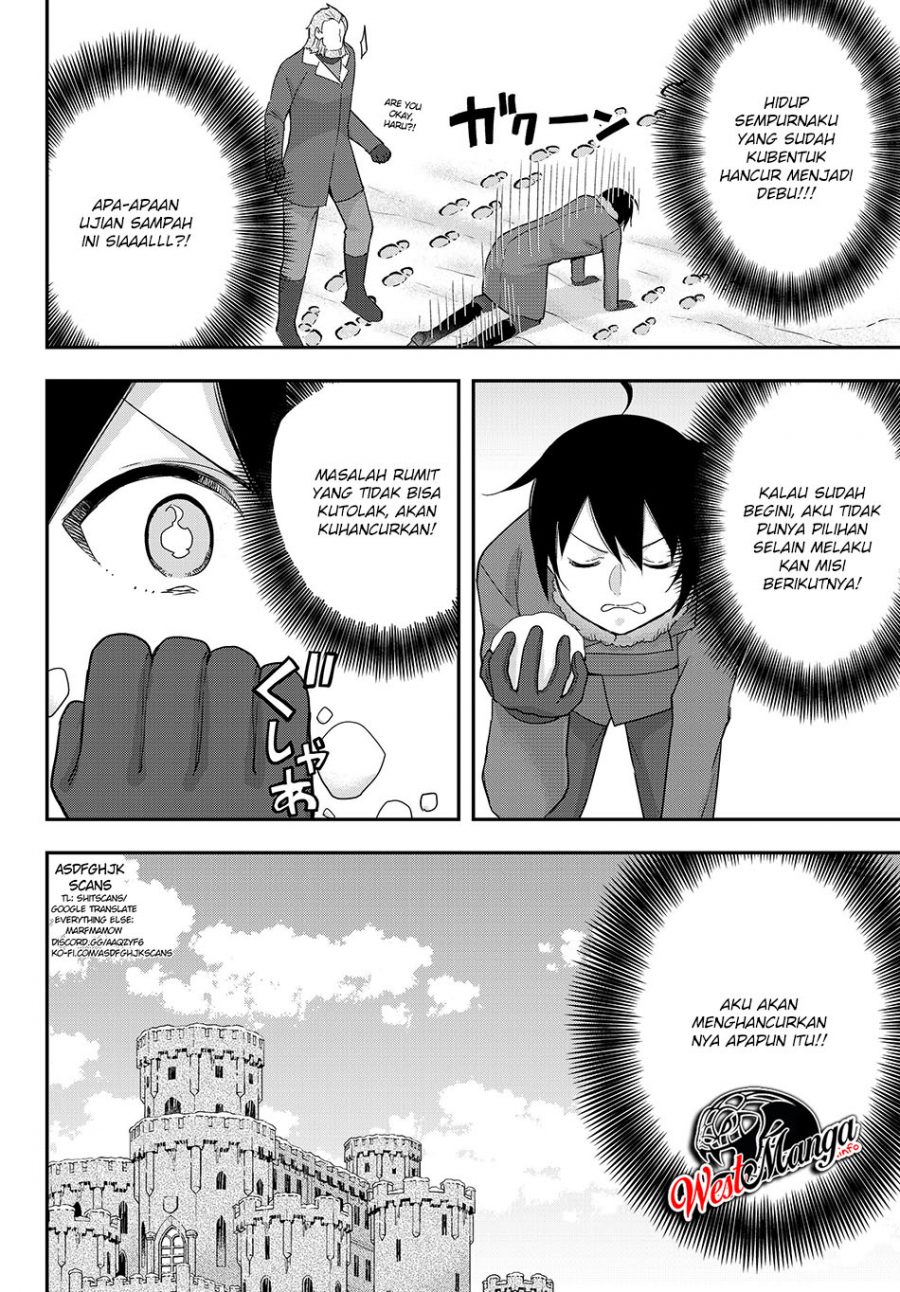 HIDUP
SEMPURNAKU
YANG SUDAH
KUBENTUK
HANCUR MENJADI
DEBU!!!
ガクーン
ARE YOU
OKAY,
HARU?!
APA-APAAN
UJIAN SAMPAH
INI SIAAALLL?!
KALAU SUDAH
BEGINI, AKU TIDAK
PUNYA PILIHAN
SELAIN MELAKU
KAN MISI
BERIKUTNYA!
MASALAH RUMIT
YANG TIDAK BISA
KUTOLAK, AKAN
KUHANCURKAN!
ぐしゃぁ
ASDFGHJK
SCANS
TL: SHITSCANS/
GOOGLE TRANSLATE
EVERYTHING ELSE:
MARFMAMOW
DISCORD.GG/AAQZYF6
KO-FI.COM/ASDFGHJKSCANS
AKU AKAN
MENGHANCURKAN
NYA APAPUN ITU!!
WestManga
.info